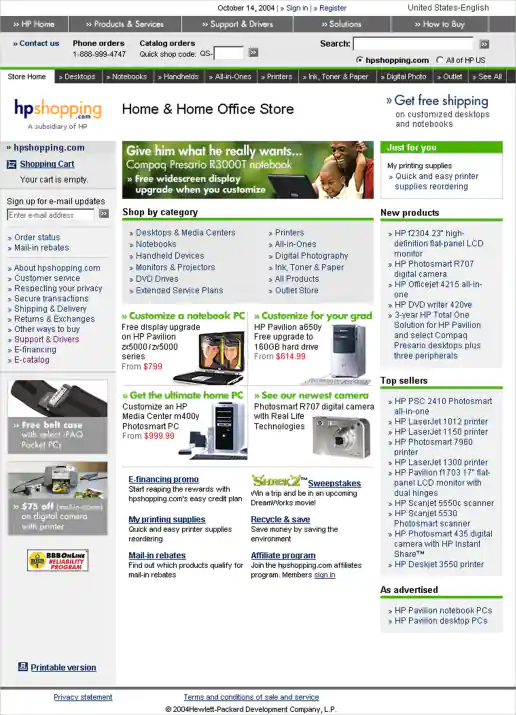 October 14, 2004 | » Sign in | » Register
United States-English
» HP Home
» Products & Services
» Support & Drivers
» Solutions
» How to Buy
» Contact us
Phone orders
1-888-999-4747
Catalog orders
Quick shop code: QS-
Search:
»
hpshopping.com
All of HP US
Store Home
» Desktops
» Notebooks
» Handhelds
» All-in-Ones
» Printers
» Ink, Toner & Paper
» Digital Photo
» Outlet
» See All
hpshopping
.com
A subsidiary of HP
Home & Home Office Store
» Get free shipping
on customized desktops
and notebooks
» hpshopping.com
Shopping Cart
Your cart is empty.
Sign up for e-mail updates
Enter e-mail address
»
» Order status
» Mail-in rebates
» About hpshopping.com
» Customer service
» Respecting your privacy
» Secure transactions
» Shipping & Delivery
» Returns & Exchanges
» Other ways to buy
» Support & Drivers
» E-financing
» E-catalog
» Free belt case
with select iPAQ
Pocket PCs
» $75 off (mail-in rebate)
on digital camera
with printer
BBBOnLine
RELIABILITY
PROGRAM
Printable version
Give him what he really wants...
Compaq Presario R3000T notebook
» Free widescreen display
upgrade when you customize
Shop by category
» Desktops & Media Centers
» Notebooks
» Handheld Devices
» Monitors & Projectors
» DVD Drives
» Extended Service Plans
» Printers
» All-in-Ones
» Digital Photography
» Ink, Toner & Paper
» All Products
» Outlet Store
» Customize a notebook PC
Free display upgrade
on HP Pavilion
zx5000 /zv5000
series
From $799
» Customize for your grad
HP Pavilion a650y
Free upgrade to
160GB hard drive
From $614.99
» Get the ultimate home PC
Customize an HP
Media Center m400y
Photosmart PC
From $999.99
» See our newest camera
Photosmart R707 digital camera
with Real Life
Technologies
E-financing promo
Start reaping the rewards with
hpshopping.com's easy credit plan
SHREK 2 Sweepstakes
Win a trip and be in an upcoming
DreamWorks movie!
My printing supplies
Quick and easy printer supplies
reordering
Recycle & save
Save money by saving the
environment
Mail-in rebates
Find out which products qualify for
mail-in rebates
Affiliate program
Join the hpshopping.com affiliates
program. Members sign in
Just for you
My printing supplies
» Quick and easy printer
supplies reordering
New products
» HP f2304 23" high-
definition flat-panel LCD
monitor
» HP Photosmart R707
digital camera
» HP Officejet 4215 all-in-
one
» HP DVD writer 420ve
» 3-year HP Total One
Solution for HP Pavilion
and select Compaq
Presario desktops plus
three peripherals
Top sellers
» HP PSC 2410 Photosmart
all-in-one
» HP LaserJet 1012 printer
» HP LaserJet 1150 printer
» HP Photosmart 7960
printer
» HP LaserJet 1300 printer
» HP Pavilion f1703 17" flat-
panel LCD monitor with
dual hinges
» HP Scanjet 5550c scanner
» HP Scanjet 5530
Photosmart scanner
» HP Photosmart 435 digital
camera with HP Instant
Share™
» HP Deskjet 3550 printer
As advertised
» HP Pavilion notebook PCs
» HP Pavilion desktop PCs
Privacy statement
Terms and conditions of sale and service
© 2004Hewlett-Packard Development Company, L.P.